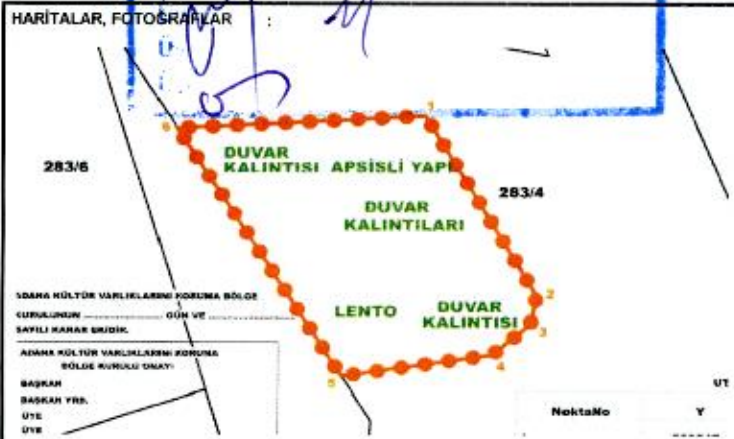 HARİTALAR, FOTOĞRAFLAR :
1
6
DUVAR
KALINTISI APSİSLİ YAPI
283/6
283/4
DUVAR
KALINTILARI
2
ADANA KÜLTÜR VARLIKLARINI KORUMA BÖLGE
KURULUNUN GÜN VE
SAYILI KARAR EKİDİR.
LENTO
DUVAR
KALINTISI
3
4
5
ADANA KÜLTÜR VARLIKLARINI KORUMA
BÖLGE KURULU ONAYI
BAŞKAN
BAŞKAN YRD.
ÜYE
ÜYE
UT
NoktaNo Y